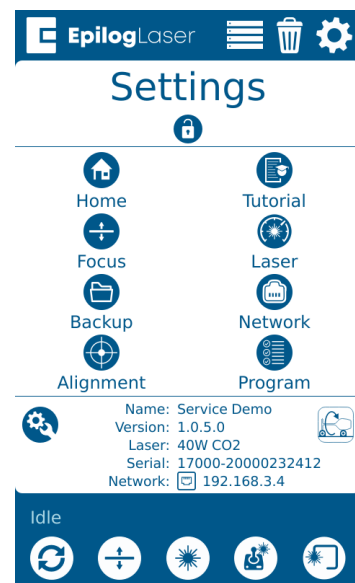 EpilogLaser
Settings
Home Tutorial
Focus Laser
Backup Network
Alignment Program
Name: Service Demo
Version: 1.0.5.0
Laser: 40W CO2
Serial: 17000-20000232412
Network: 192.168.3.4
Idle